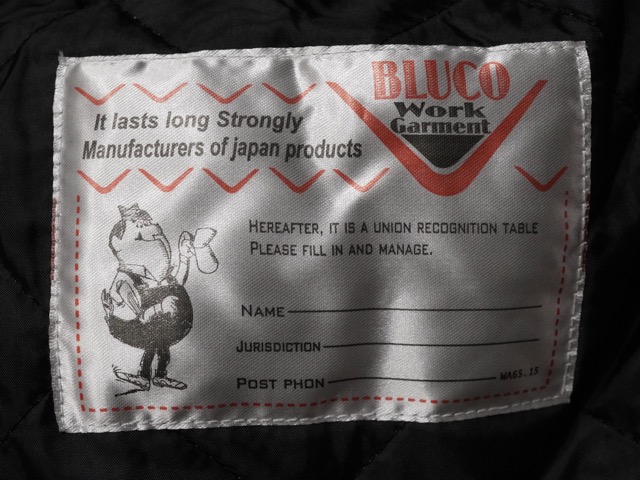 BLUCO
Work
Garment
It lasts long Strongly
Manufacturers of japan products
HEREAFTER, IT IS A UNION RECOGNITION TABLE
PLEASE FILL IN AND MANAGE.
NAME
JURISDICTION
POST PHON
WA65.15